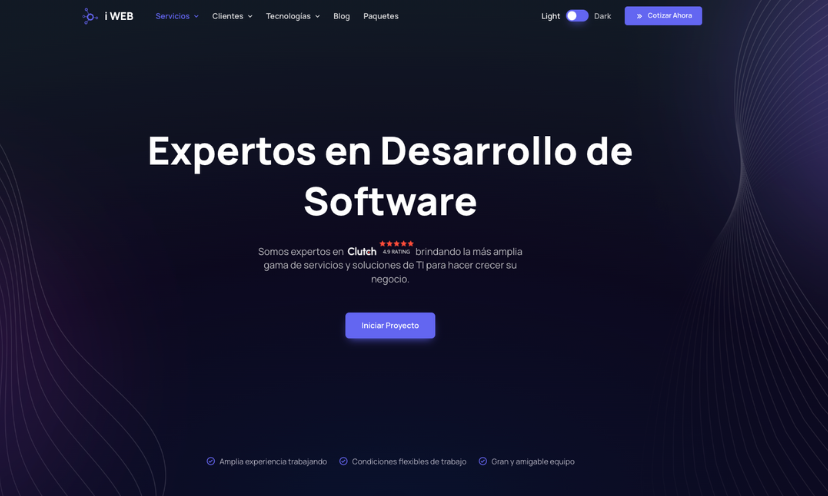 i WEB
Servicios
Clientes
Tecnologías
Blog
Paquetes
Light
Dark
Cotizar Ahora
Expertos en Desarrollo de
Software
Somos expertos en Clutch 4.9 RATING brindando la más amplia
gama de servicios y soluciones de TI para hacer crecer su
negocio.
Iniciar Proyecto
Amplia experiencia trabajando
Condiciones flexibles de trabajo
Gran y amigable equipo